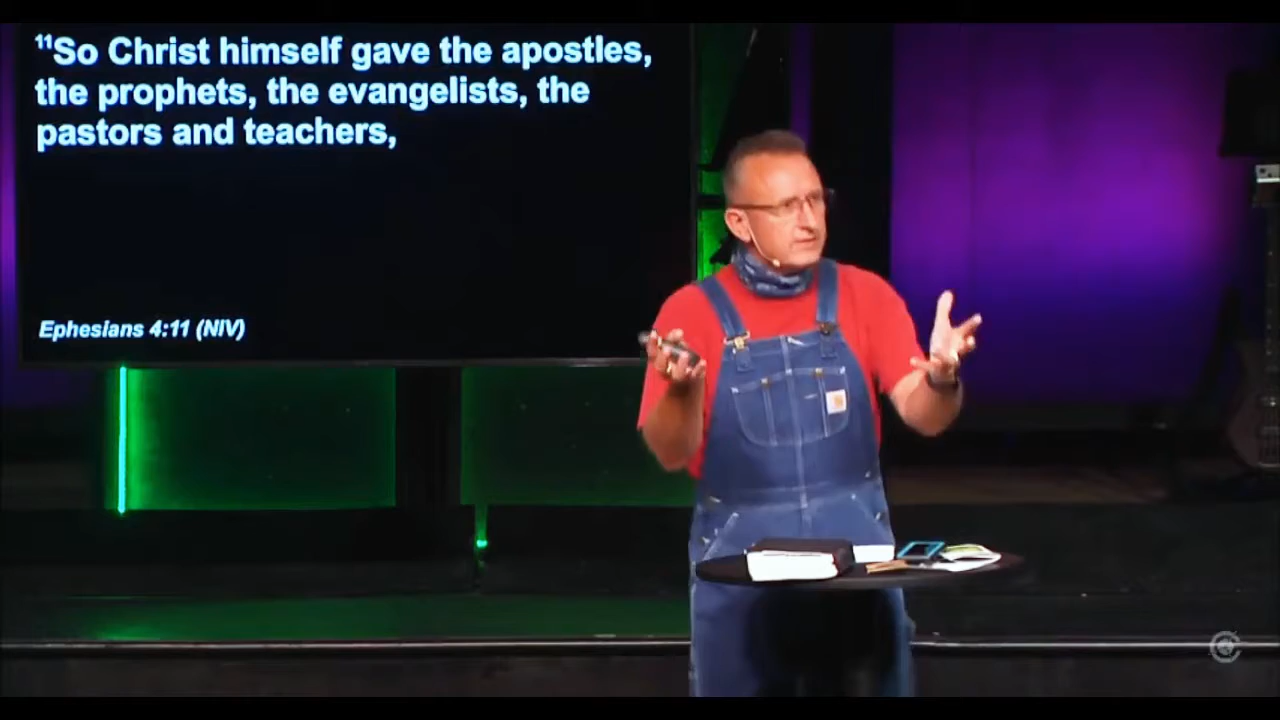 ¹¹So Christ himself gave the apostles,
the prophets, the evangelists, the
pastors and teachers,
Ephesians 4:11 (NIV)